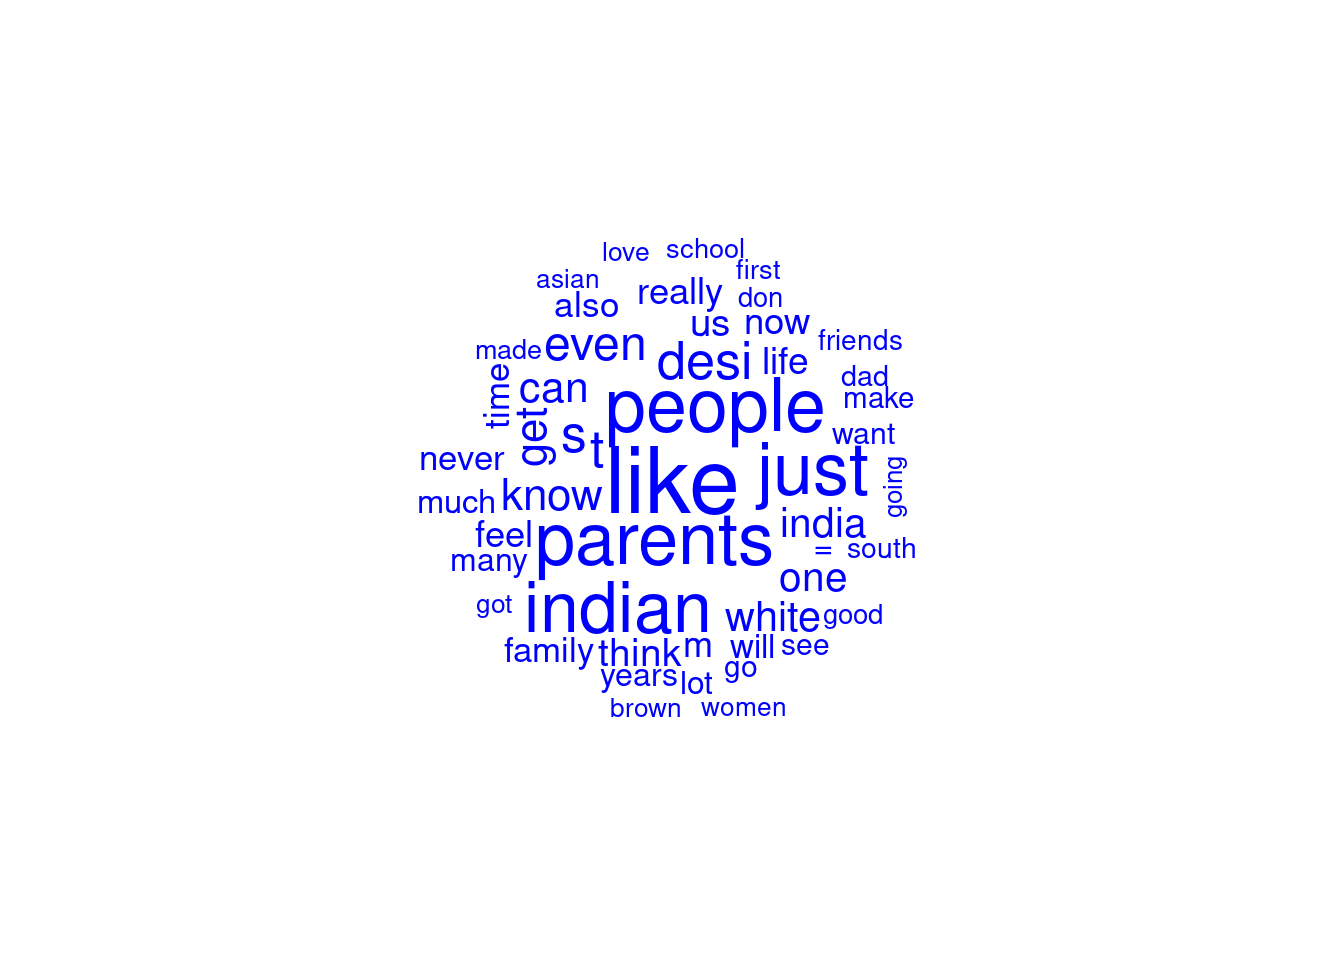 love school
asian first
also really don
us now
made even desi life friends
time can people dad
make
get s t want
never like just going
much know india
feel parents = south
many one
got indian white good
family think m will see
years lot go
brown women